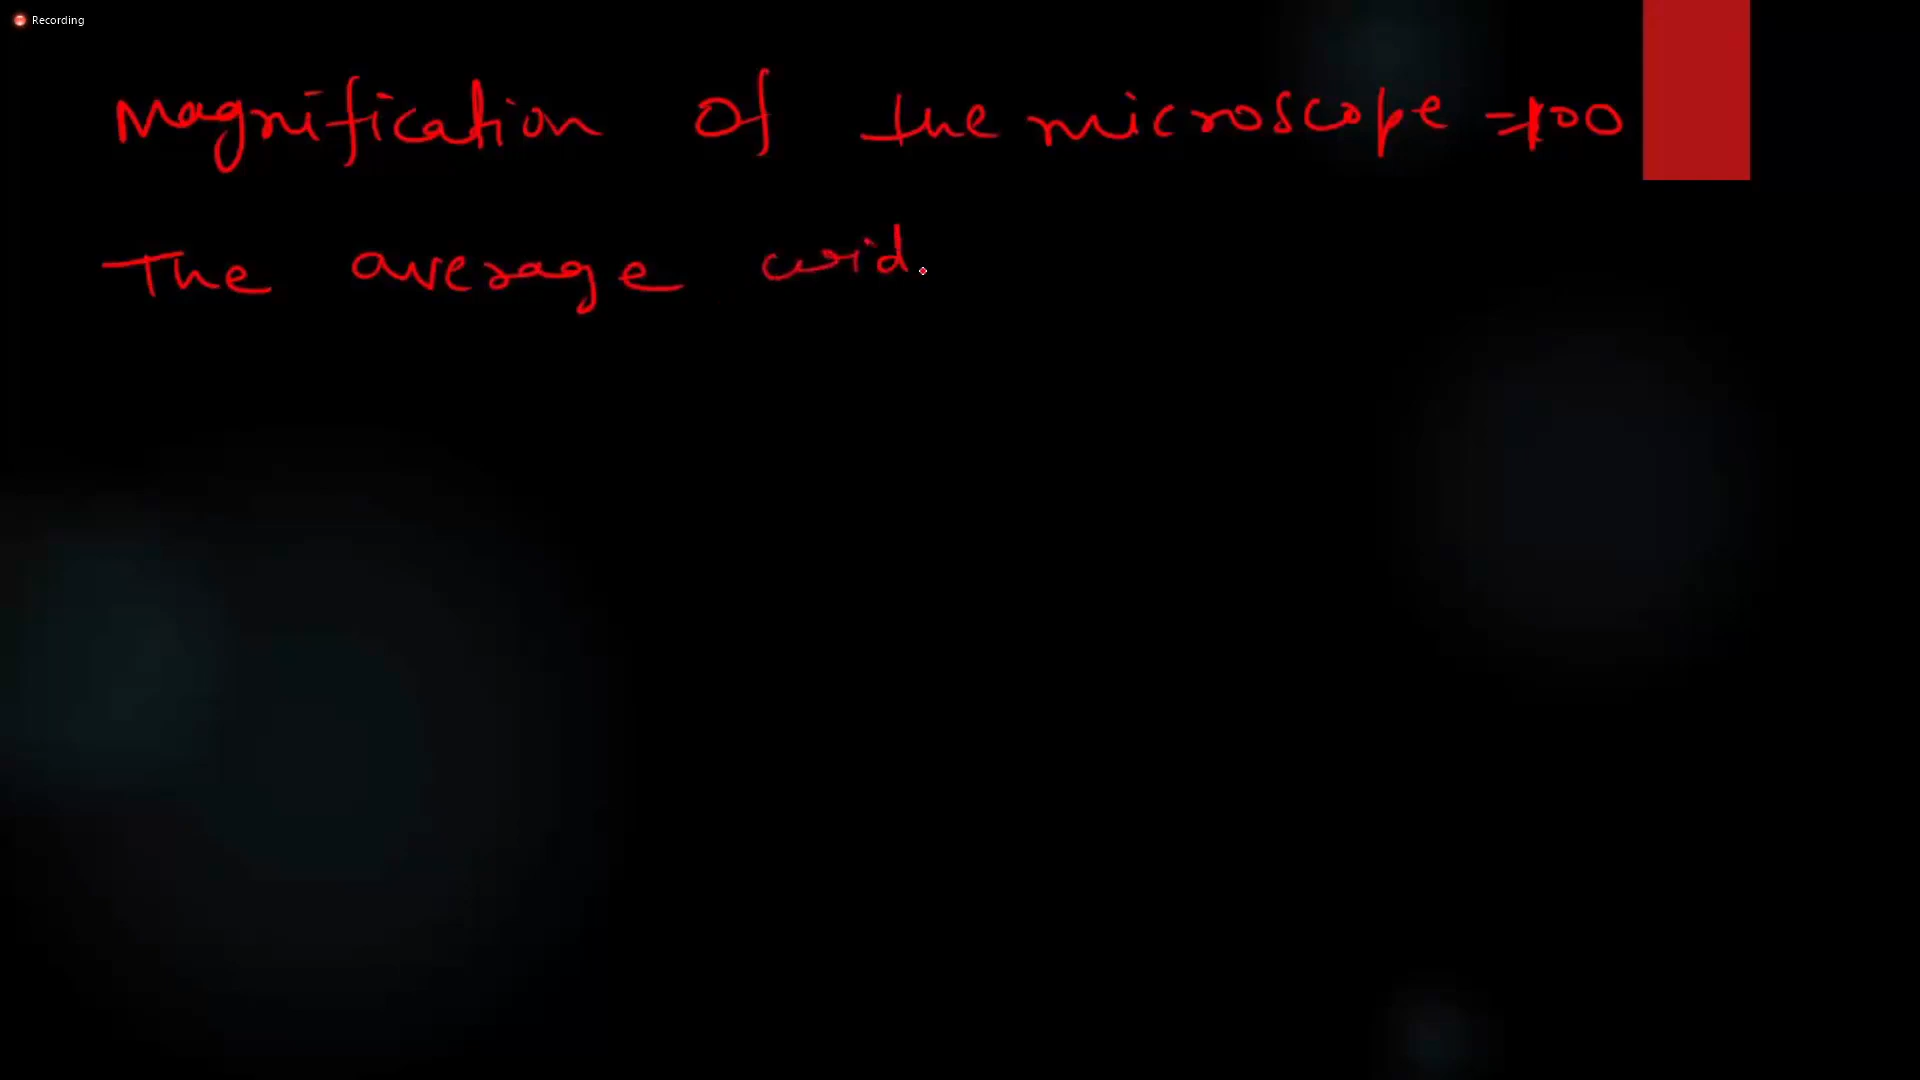 Recording
Magnification of the microscope = 100
The average wid